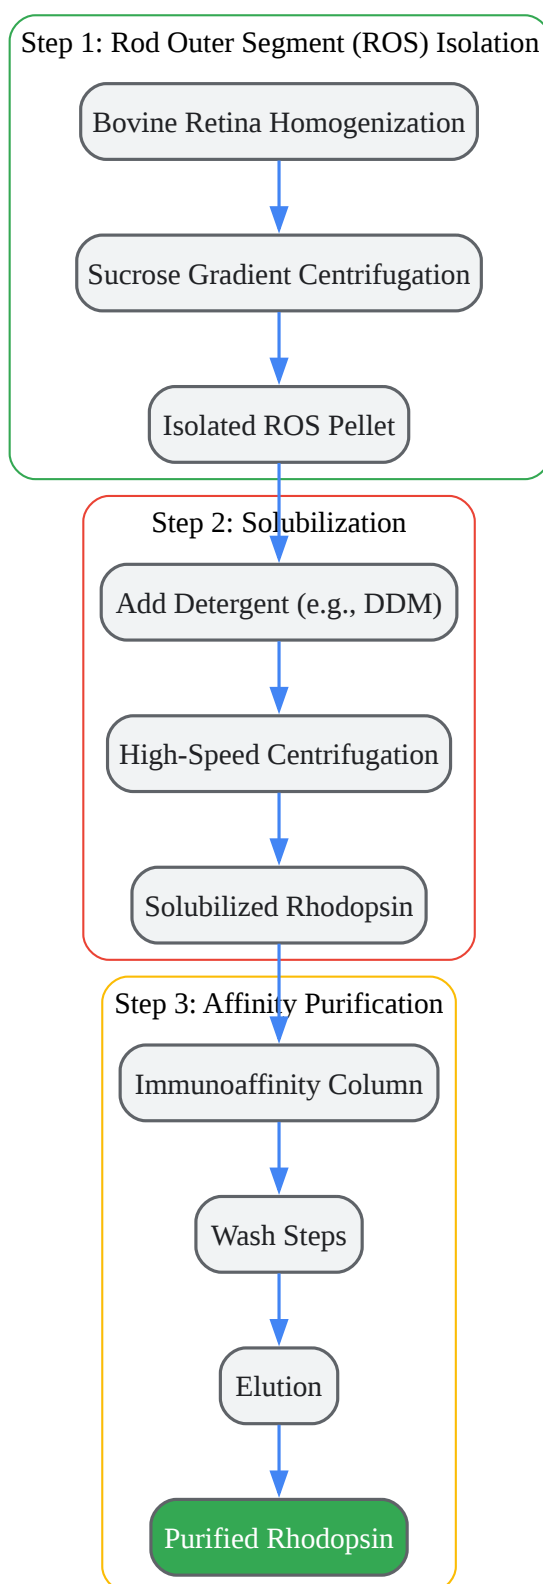 Step 1: Rod Outer Segment (ROS) Isolation
Bovine Retina Homogenization
Sucrose Gradient Centrifugation
Isolated ROS Pellet
Step 2: Solubilization
Add Detergent (e.g., DDM)
High-Speed Centrifugation
Solubilized Rhodopsin
Step 3: Affinity Purification
Immunoaffinity Column
Wash Steps
Elution
Purified Rhodopsin